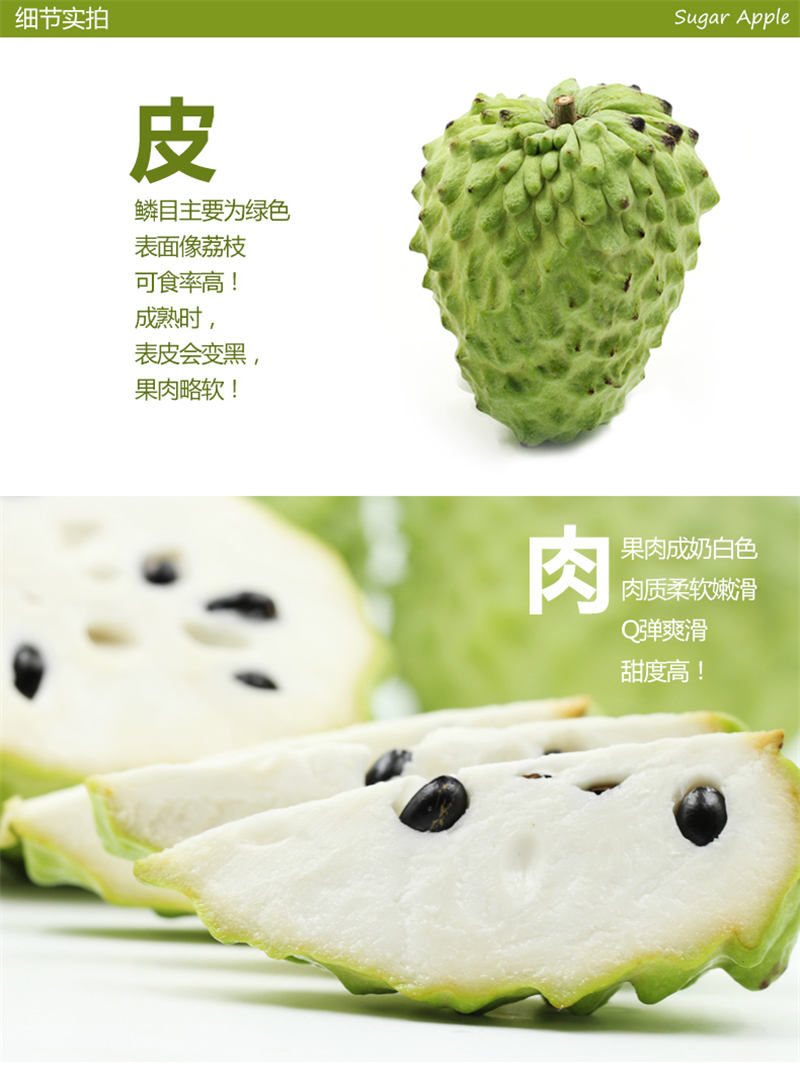 细节实拍
Sugar Apple
皮
鳞目主要为绿色
表面像荔枝
可食率高！
成熟时，
表皮会变黑，
果肉略软！
肉
果肉成奶白色
肉质柔软嫩滑
Q弹爽滑
甜度高！